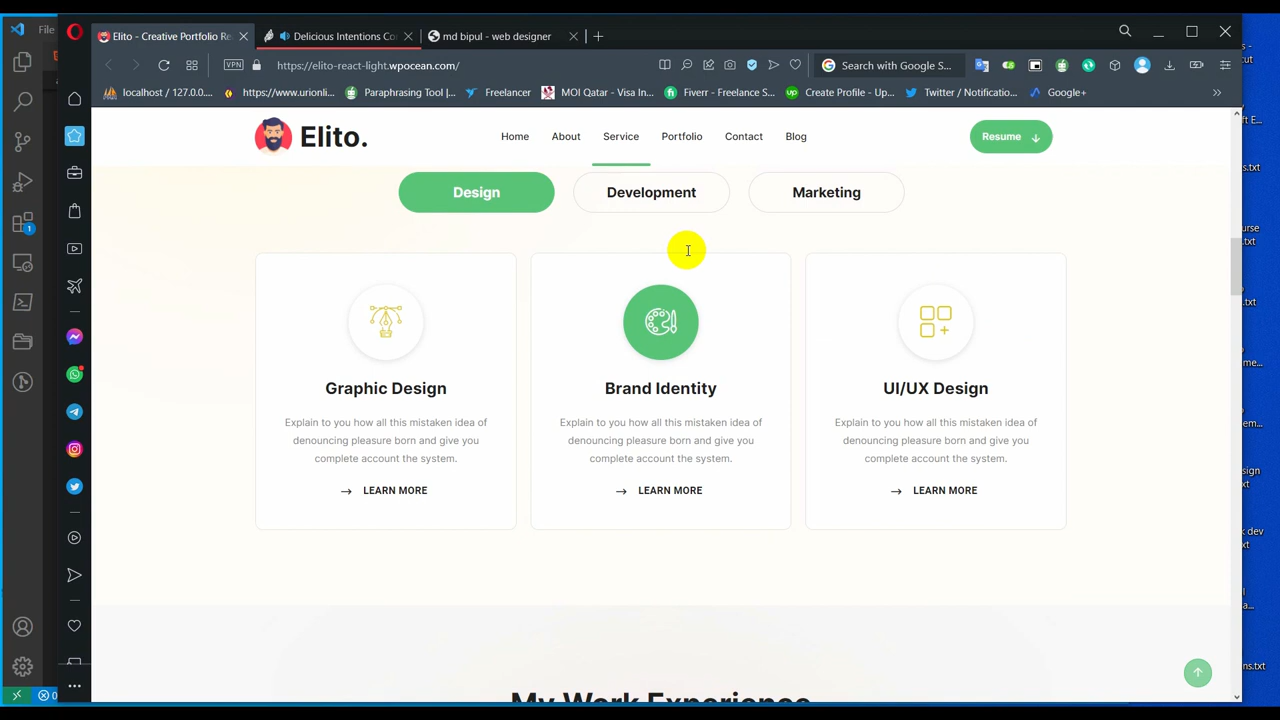 File
Elito - Creative Portfolio Re
Delicious Intentions Co
md bipul - web designer
VPN
https://elito-react-light.wpocean.com/
Search with Google S...
localhost / 127.0.0....
https://www.urionli...
Paraphrasing Tool |...
Freelancer
MOI Qatar - Visa In...
Fiverr - Freelance S...
Create Profile - Up...
Twitter / Notificatio...
Google+
Elito.
Home
About
Service
Portfolio
Contact
Blog
Resume
Design
Development
Marketing
Graphic Design
Explain to you how all this mistaken idea of
denouncing pleasure born and give you
complete account the system.
LEARN MORE
Brand Identity
Explain to you how all this mistaken idea of
denouncing pleasure born and give you
complete account the system.
LEARN MORE
UI/UX Design
Explain to you how all this mistaken idea of
denouncing pleasure born and give you
complete account the system.
LEARN MORE
My Work Experience